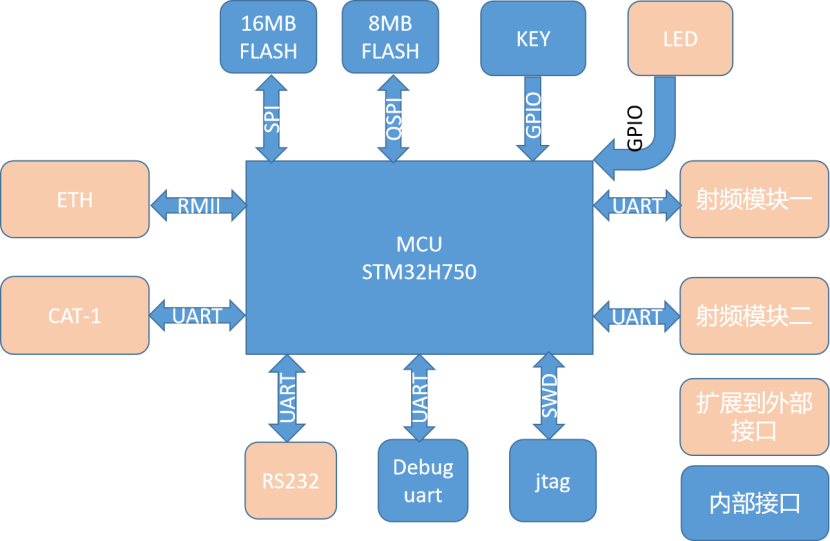 16MB
FLASH
8MB
FLASH
KEY
LED
SPI
QSPI
GPIO
GPIO
ETH
RMII
MCU
STM32H750
UART
射频模块一
CAT-1
UART
UART
射频模块二
UART
UART
SWD
扩展到外部
接口
RS232
Debug
uart
jtag
内部接口